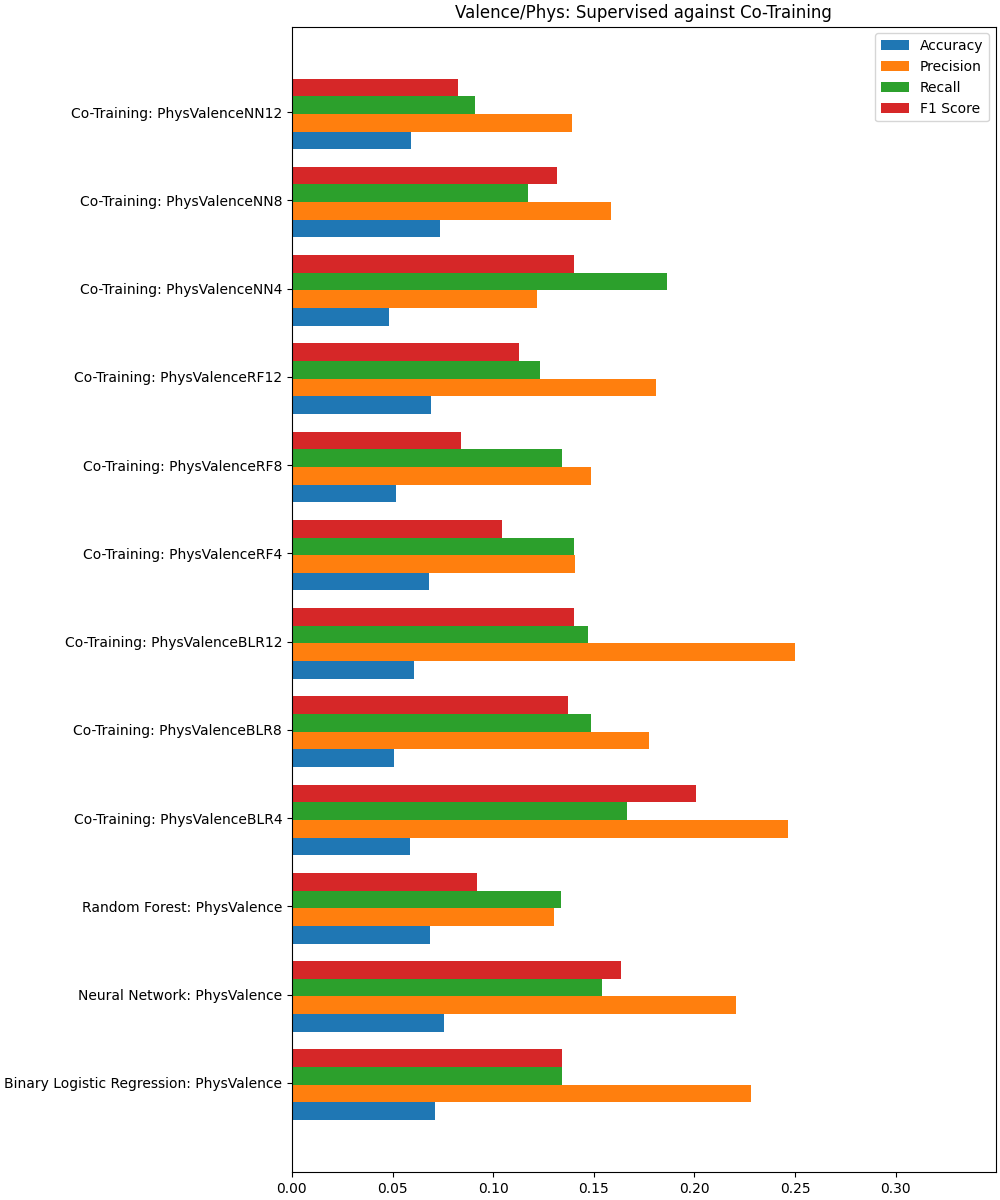 Valence/Phys: Supervised against Co-Training
Accuracy
Precision
Recall
F1 Score
Co-Training: PhysValenceNN12
Co-Training: PhysValenceNN8
Co-Training: PhysValenceNN4
Co-Training: PhysValenceRF12
Co-Training: PhysValenceRF8
Co-Training: PhysValenceRF4
Co-Training: PhysValenceBLR12
Co-Training: PhysValenceBLR8
Co-Training: PhysValenceBLR4
Random Forest: PhysValence
Neural Network: PhysValence
Binary Logistic Regression: PhysValence
0.00 0.05 0.10 0.15 0.20 0.25 0.30